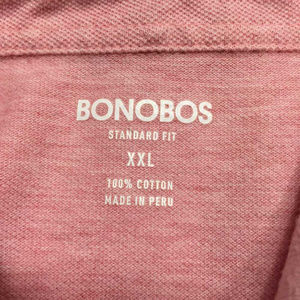 BONOBOS
STANDARD FIT
XXL
100% COTTON
MADE IN PERU